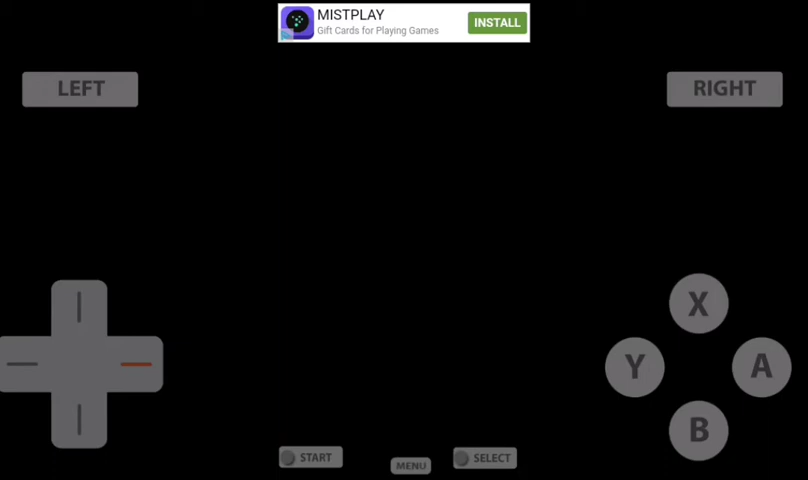 MISTPLAY
Gift Cards for Playing Games
INSTALL
LEFT
RIGHT
X
Y
A
B
START
MENU
SELECT